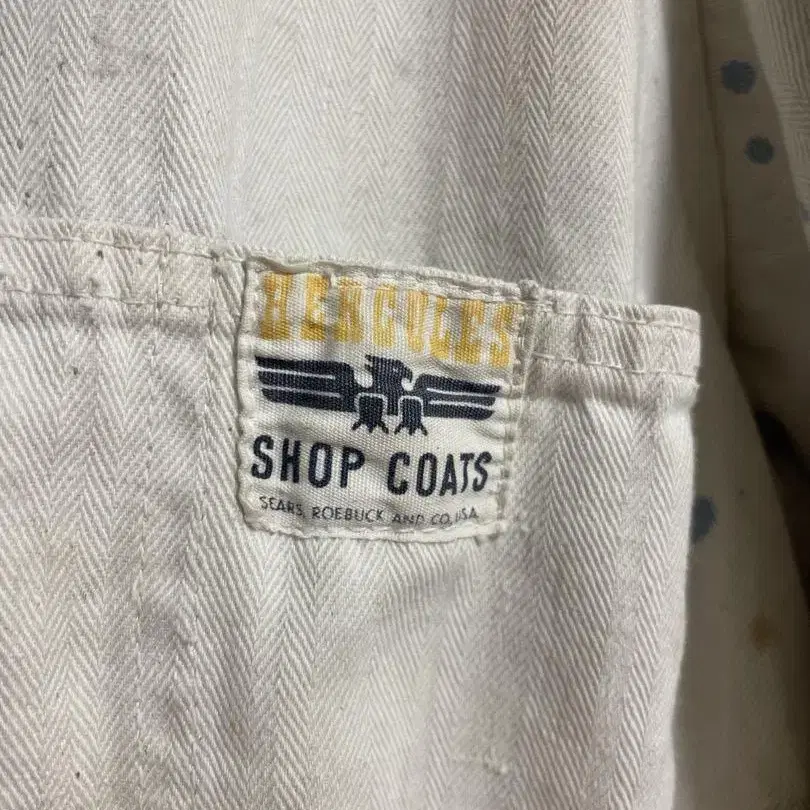 HERCULES
SHOP COATS
SEARS, ROEBUCK AND CO. USA